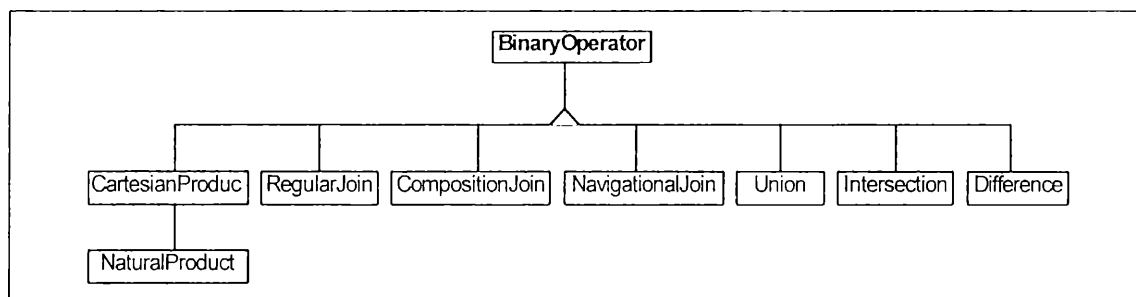 BinaryOperator
CartesianProduc RegularJoin CompositionJoin NavigationalJoin Union Intersection Difference
NaturalProduct